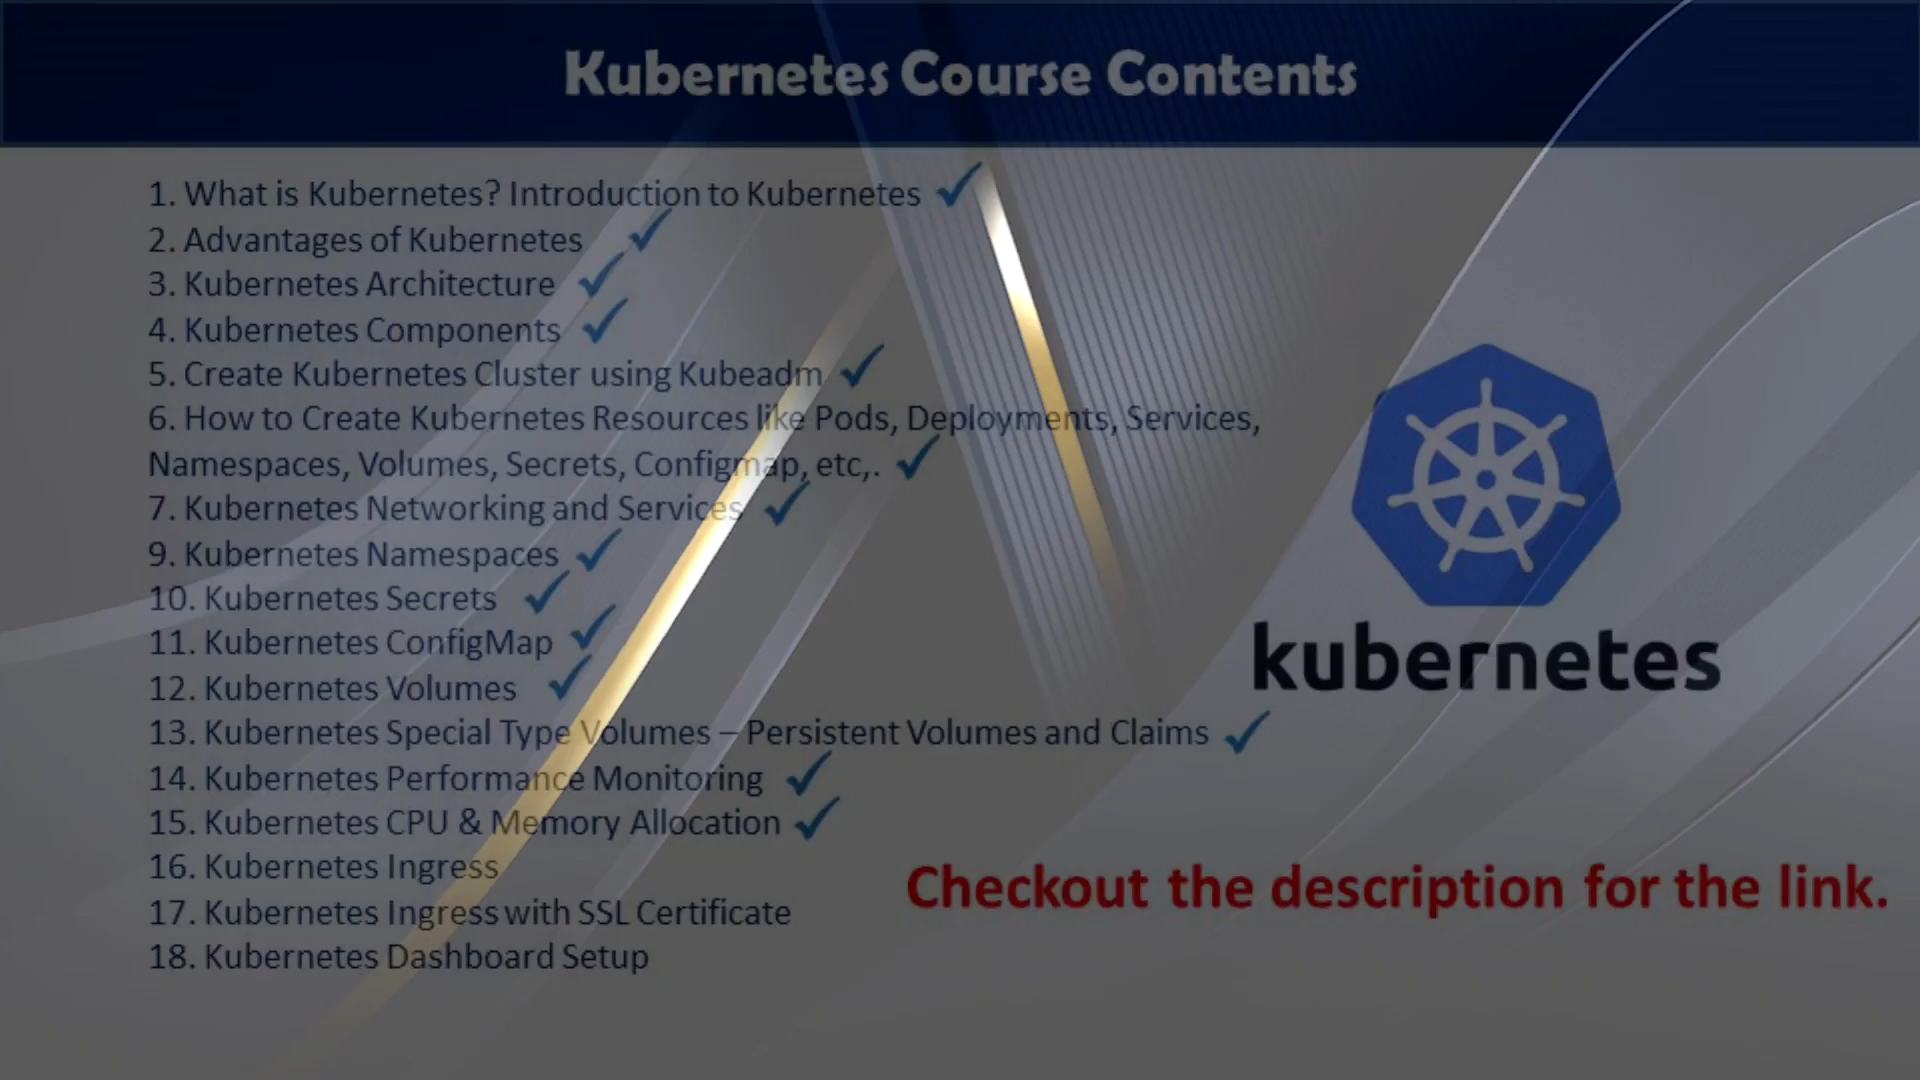 Kubernetes Course Contents
1. What is Kubernetes? Introduction to Kubernetes
2. Advantages of Kubernetes
3. Kubernetes Architecture
4. Kubernetes Components
5. Create Kubernetes Cluster using Kubeadm
6. How to Create Kubernetes Resources like Pods, Deployments, Services,
Namespaces, Volumes, Secrets, Configmap, etc,.
7. Kubernetes Networking and Services
9. Kubernetes Namespaces
10. Kubernetes Secrets
11. Kubernetes ConfigMap
12. Kubernetes Volumes
13. Kubernetes Special Type Volumes – Persistent Volumes and Claims
14. Kubernetes Performance Monitoring
15. Kubernetes CPU & Memory Allocation
16. Kubernetes Ingress
17. Kubernetes Ingress with SSL Certificate
18. Kubernetes Dashboard Setup
kubernetes
Checkout the description for the link.